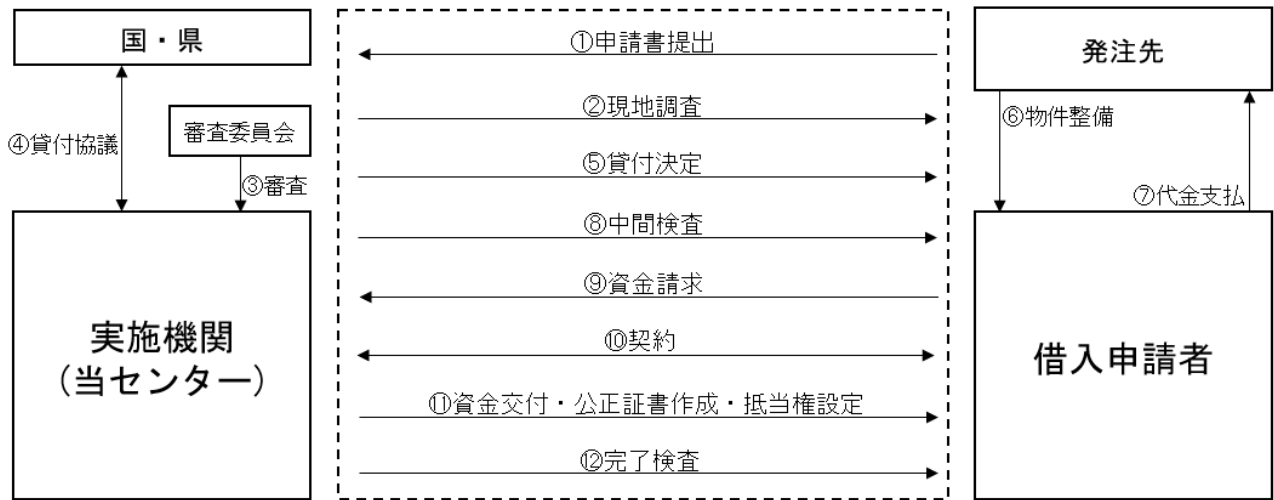 国・県
④貸付協議
審査委員会
③審査
実施機関
（当センター）
①申請書提出
②現地調査
⑤貸付決定
⑧中間検査
⑨資金請求
⑩契約
⑪資金交付・公正証書作成・抵当権設定
⑫完了検査
発注先
⑥物件整備
⑦代金支払
借入申請者